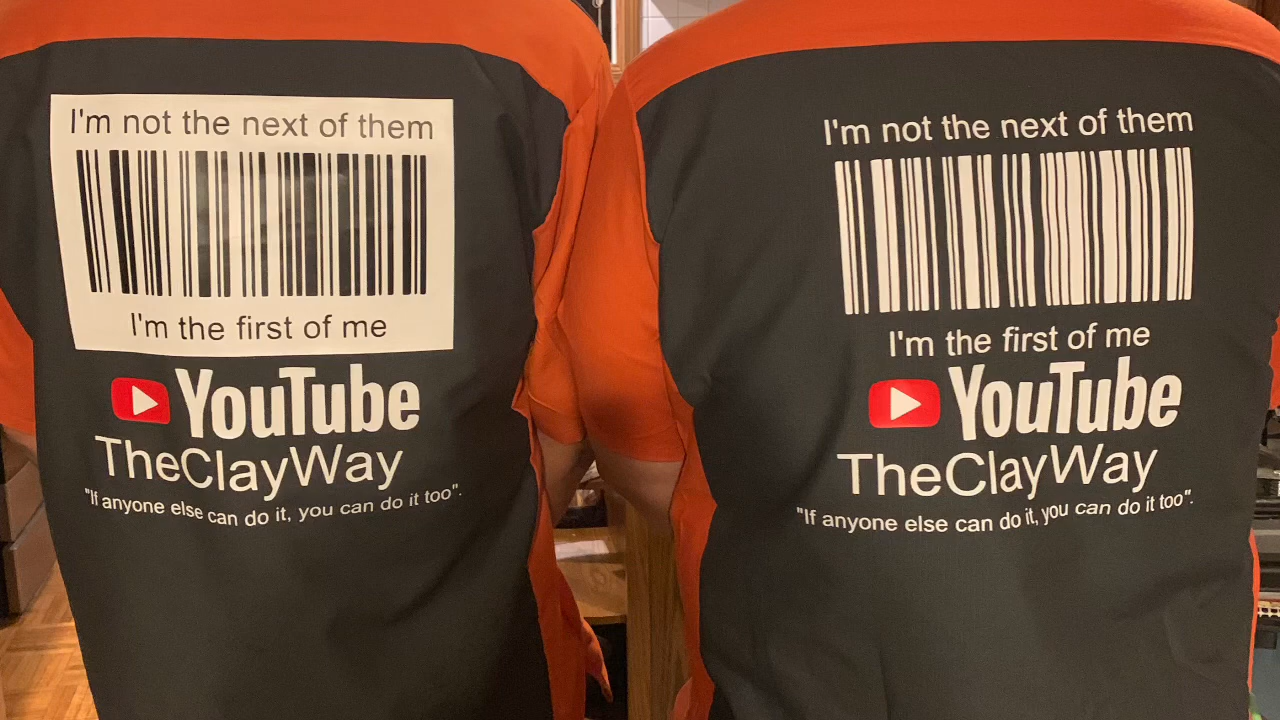 I'm not the next of them
I'm the first of me
YouTube
TheClayWay
"If anyone else can do it, you can do it too".
I'm not the next of them
I'm the first of me
YouTube
TheClayWay
"If anyone else can do it, you can do it too".